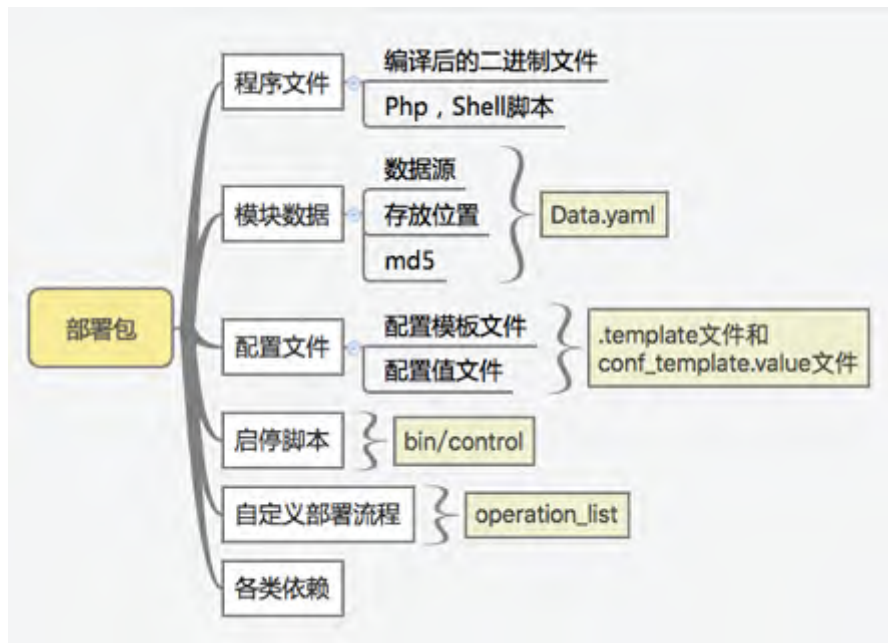 部署包
程序文件
编译后的二进制文件
Php，Shell脚本
模块数据
数据源
存放位置
md5
Data.yaml
配置文件
配置模板文件
配置值文件
.template文件和
conf_template.value文件
启停脚本
bin/control
自定义部署流程
operation_list
各类依赖